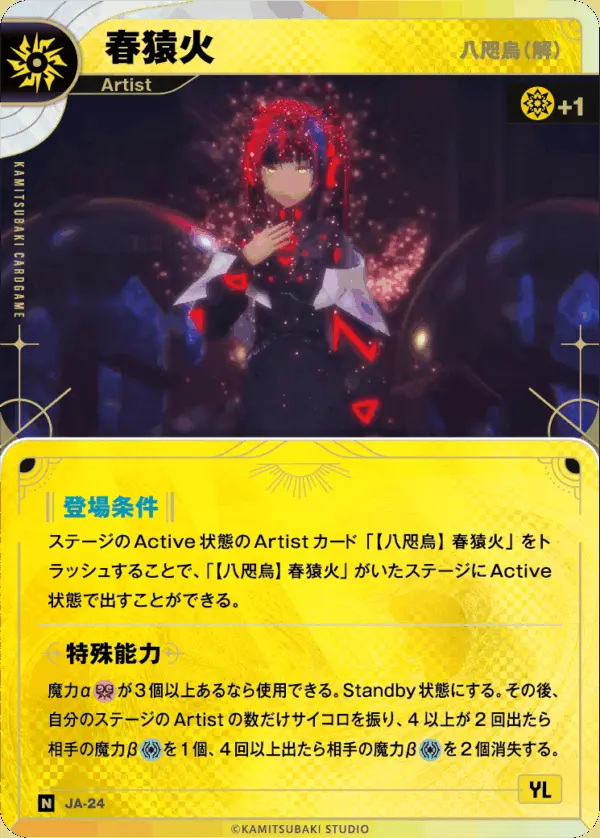 春猿火
八咫烏（解）
Artist
+1
KAMITSUBAKI CARDGAME
登場条件
ステージのActive状態のArtistカード「【八咫烏】春猿火」をト
ラッシュすることで、「【八咫烏】春猿火」がいたステージにActive
状態で出すことができる。
特殊能力
魔力αが3個以上あるなら使用できる。Standby状態にする。その後、
自分のステージのArtistの数だけサイコロを振り、4以上が2回出たら
相手の魔力βを1個、4回以上出たら相手の魔力βを2個消失する。
YL
N JA-24
©KAMITSUBAKI STUDIO